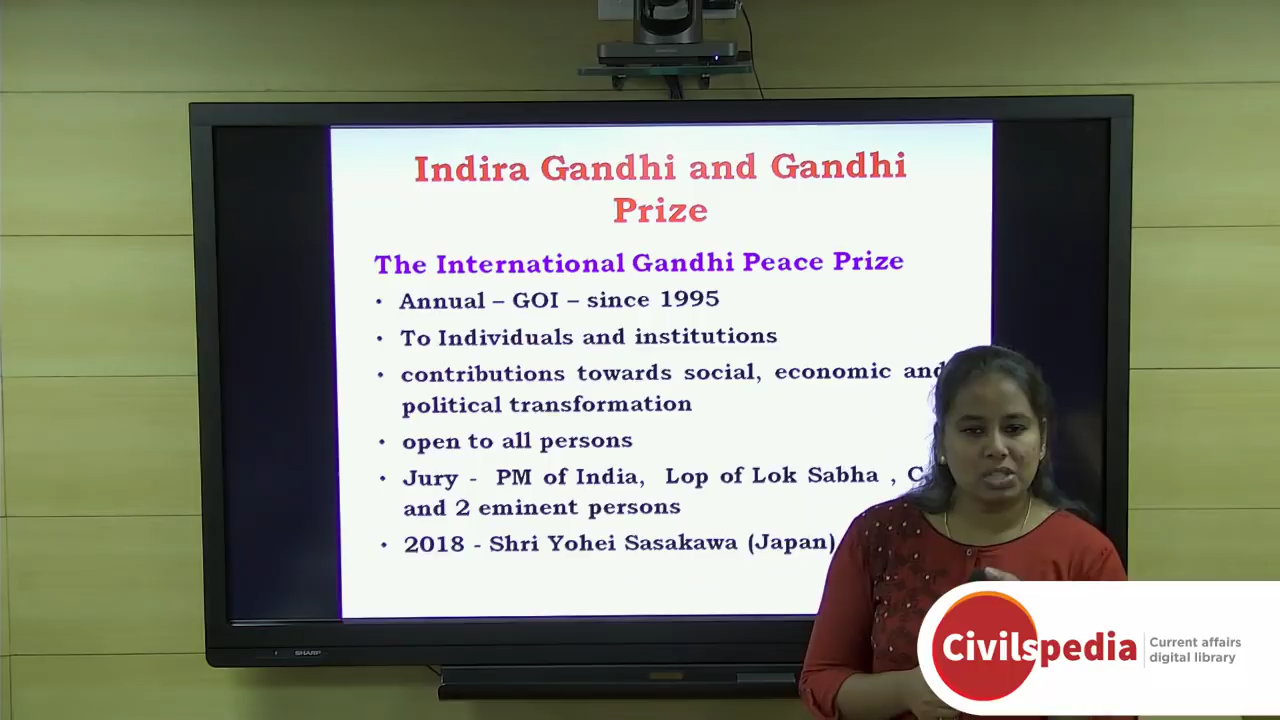 Indira Gandhi and Gandhi
Prize
The International Gandhi Peace Prize
• Annual – GOI – since 1995
• To Individuals and institutions
• contributions towards social, economic and
political transformation
• open to all persons
• Jury - PM of India, Lop of Lok Sabha ,
and 2 eminent persons
• 2018 - Shri Yohei Sasakawa (Japan)
SHARP
Civilspedia
Current affairs
digital library